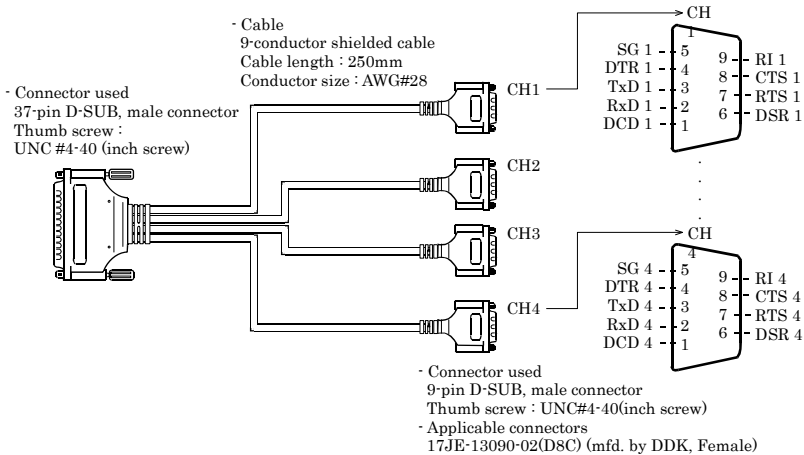 - Cable
9-conductor shielded cable
Cable length : 250mm
Conductor size : AWG#28
- Connector used
37-pin D-SUB, male connector
Thumb screw :
UNC #4-40 (inch screw)
CH1
CH2
CH3
CH4
CH
1
SG 1 5
DTR 1 4
TxD 1 3
RxD 1 2
DCD 1 1
9 RI 1
8 CTS 1
7 RTS 1
6 DSR 1
CH
4
SG 4 5
DTR 4 4
TxD 4 3
RxD 4 2
DCD 4 1
9 RI 4
8 CTS 4
7 RTS 4
6 DSR 4
- Connector used
9-pin D-SUB, male connector
Thumb screw : UNC#4-40(inch screw)
- Applicable connectors
17JE-13090-02(D8C) (mfd. by DDK, Female)